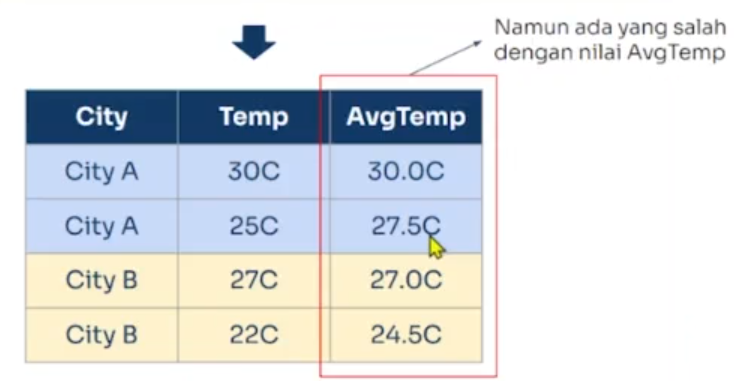 Namun ada yang salah
dengan nilai AvgTemp
City Temp AvgTemp
City A 30C 30.0C
City A 25C 27.5C
City B 27C 27.0C
City B 22C 24.5C